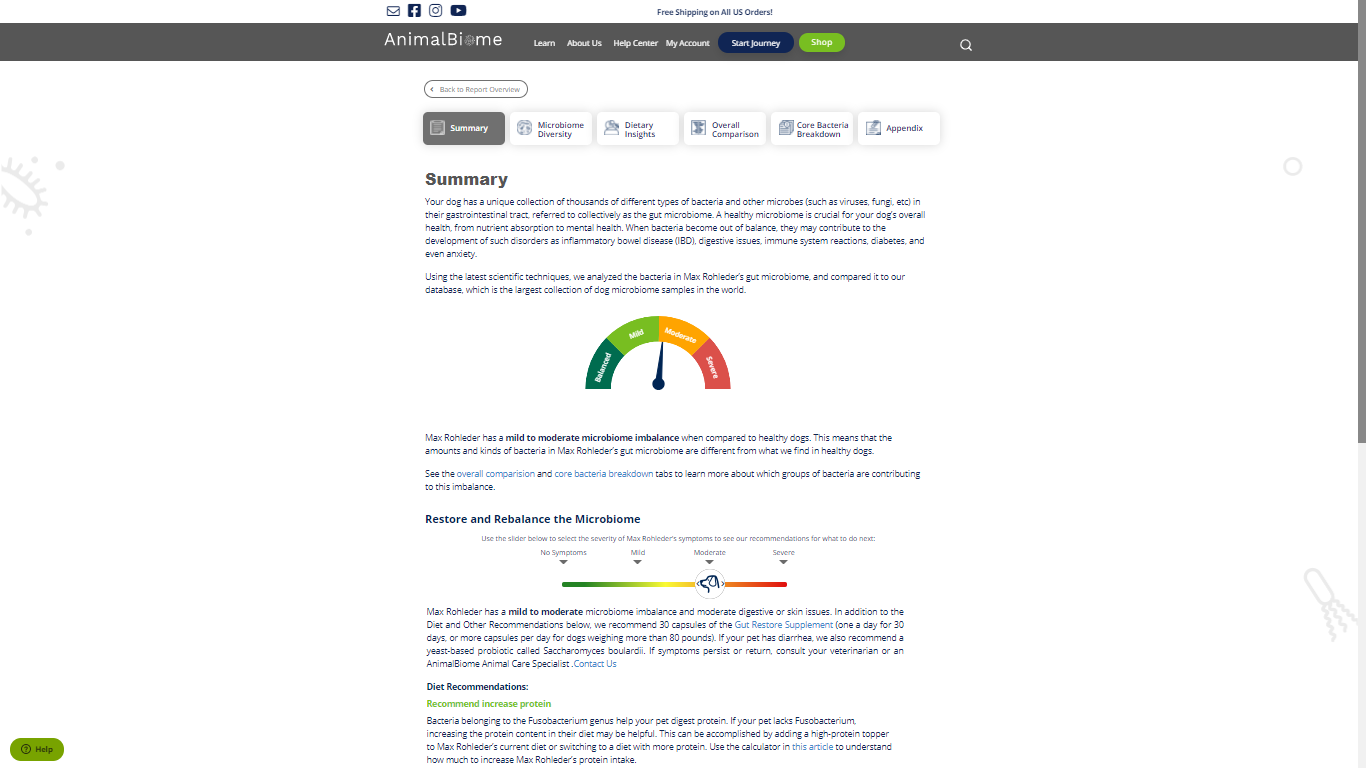 Free Shipping on All US Orders!
AnimalBiome
Learn
About Us
Help Center
My Account
Start Journey
Shop
Back to Report Overview
Summary
Microbiome
Diversity
Dietary
Insights
Overall
Comparison
Core Bacteria
Breakdown
Appendix
Summary
Your dog has a unique collection of thousands of different types of bacteria and other microbes (such as viruses, fungi, etc) in
their gastrointestinal tract, referred to collectively as the gut microbiome. A healthy microbiome is crucial for your dog's overall
health, from nutrient absorption to mental health. When bacteria become out of balance, they may contribute to the
development of such disorders as inflammatory bowel disease (IBD), digestive issues, immune system reactions, diabetes, and
even anxiety.
Using the latest scientific techniques, we analyzed the bacteria in Max Rohleder's gut microbiome, and compared it to our
database, which is the largest collection of dog microbiome samples in the world.
Balanced
Mild
Moderate
Severe
Max Rohleder has a mild to moderate microbiome imbalance when compared to healthy dogs. This means that the
amounts and kinds of bacteria in Max Rohleder's gut microbiome are different from what we find in healthy dogs.
See the overall comparision and core bacteria breakdown tabs to learn more about which groups of bacteria are contributing
to this imbalance.
Restore and Rebalance the Microbiome
Use the slider below to select the severity of Max Rohleder's symptoms to see our recommendations for what to do next:
No Symptoms
Mild
Moderate
Severe
Max Rohleder has a mild to moderate microbiome imbalance and moderate digestive or skin issues. In addition to the
Diet and Other Recommendations below, we recommend 30 capsules of the Gut Restore Supplement (one a day for 30
days, or more capsules per day for dogs weighing more than 80 pounds). If your pet has diarrhea, we also recommend a
yeast-based probiotic called Saccharomyces boulardii. If symptoms persist or return, consult your veterinarian or an
AnimalBiome Animal Care Specialist .Contact Us
Diet Recommendations:
Recommend increase protein
Bacteria belonging to the Fusobacterium genus help your pet digest protein. If your pet lacks Fusobacterium,
increasing the protein content in their diet may be helpful. This can be accomplished by adding a high-protein topper
to Max Rohleder's current diet or switching to a diet with more protein. Use the calculator in this article to understand
how much to increase Max Rohleder's protein intake.
Help